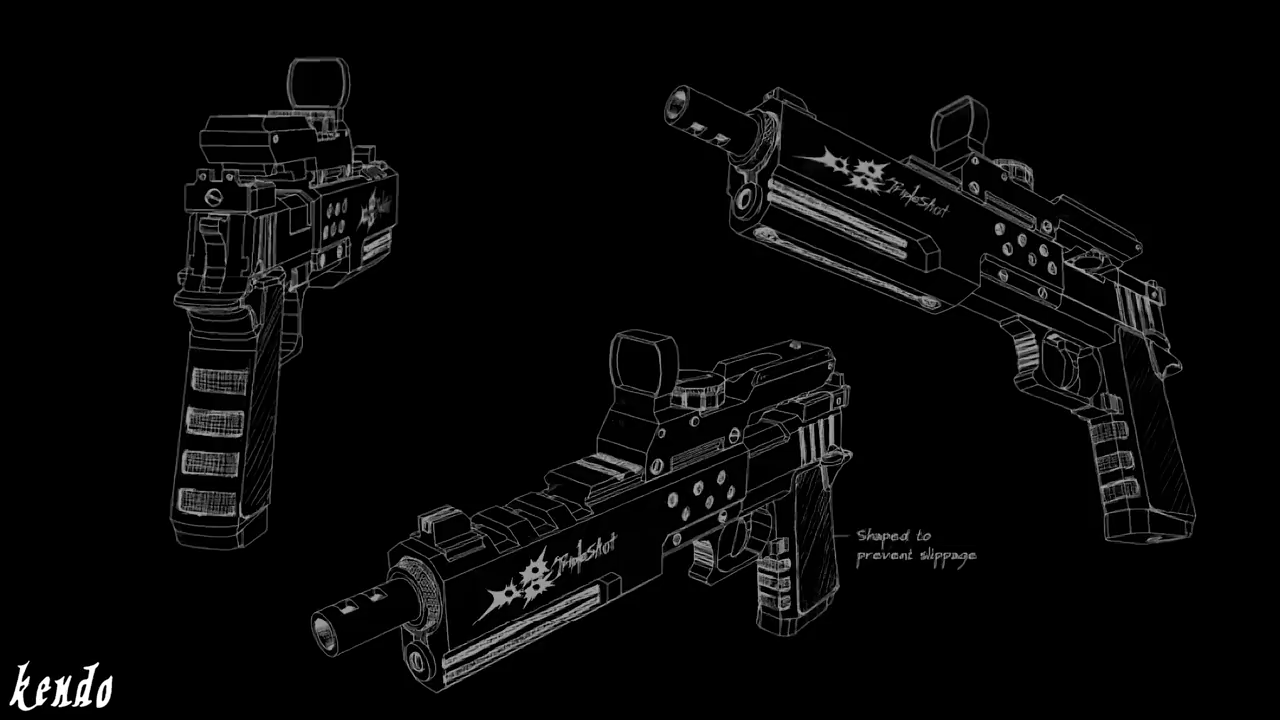 TripleShot
TripleShot
Shaped to
prevent slippage
kendo